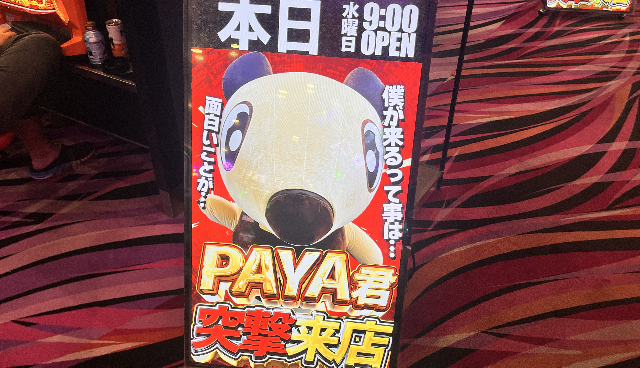 本日
水曜日
9:00
OPEN
僕が来るって事は…
面白いことが…
PAYA君
突撃来店